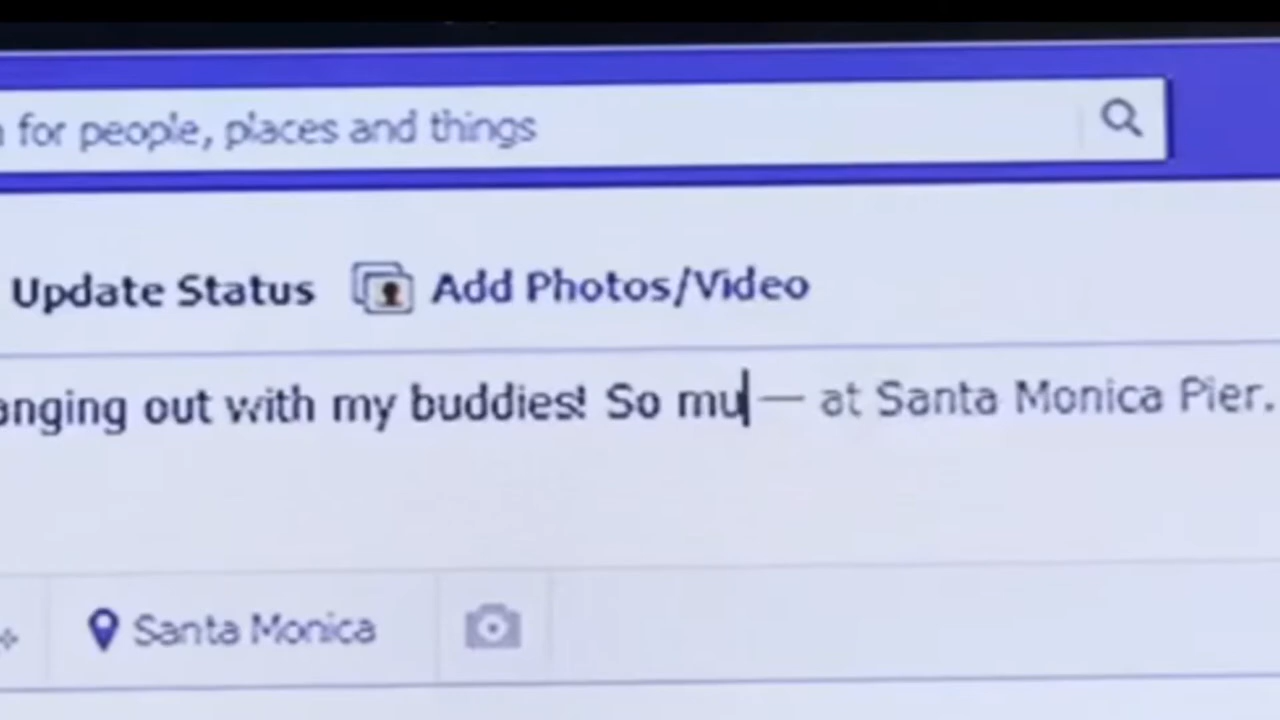 for people, places and things
Update Status Add Photos/Video
anging out with my buddies! So mu — at Santa Monica Pier.
Santa Monica